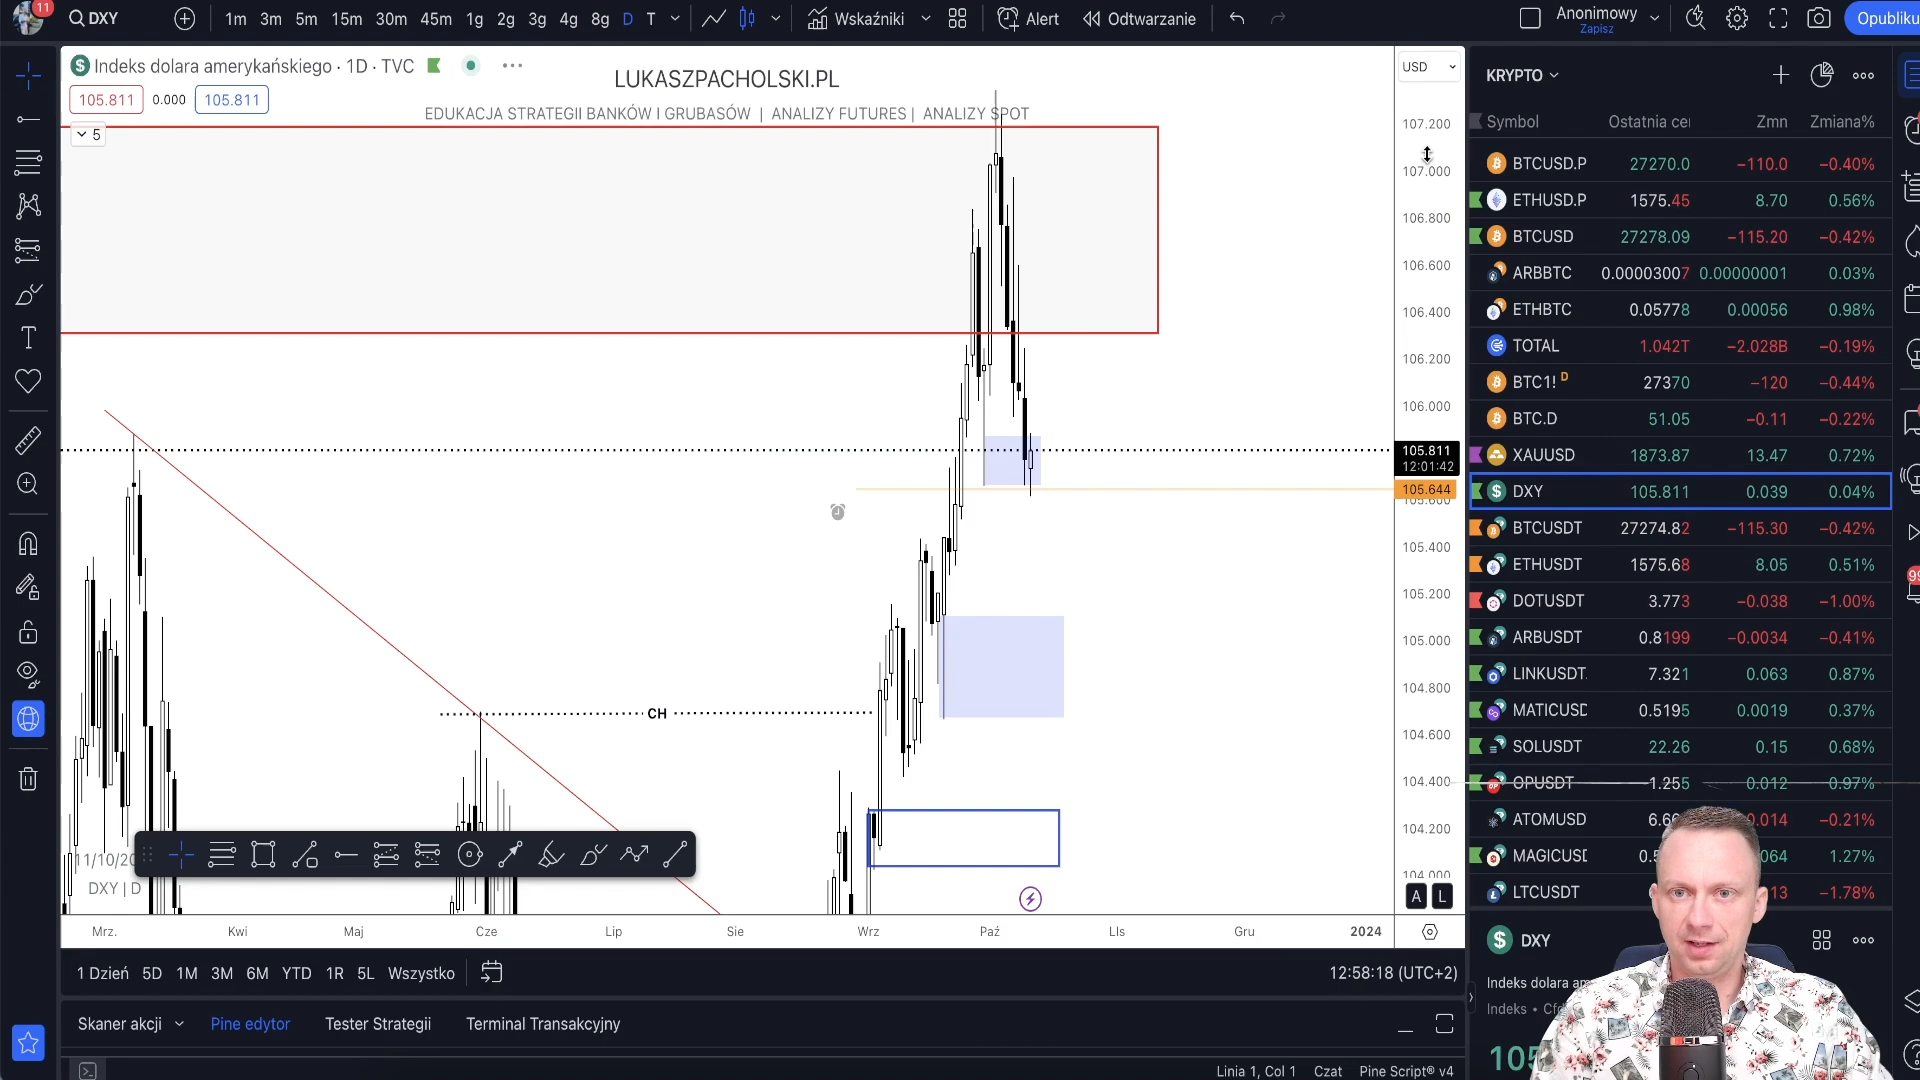 11
DXY
1m 3m 5m 15m 30m 45m 1g 2g 3g 4g 8g D T
Wskaźniki
Alert
Odtwarzanie
Anonimowy
Zapisz
Opubliku
Indeks dolara amerykańskiego · 1D · TVC
105.811 0.000 105.811
5
LUKASZPACHOLSKI.PL
EDUKACJA STRATEGII BANKÓW I GRUBASÓW | ANALIZY FUTURES | ANALIZY SPOT
USD
107.200
107.000
106.800
106.600
106.400
106.200
106.000
105.811
12:01:42
105.644
105.600
105.400
105.200
105.000
104.800
104.600
104.400
104.200
104.000
CH
11/10/20
DXY | D
A L
Mrz. Kwi Maj Cze Lip Sie Wrz Paź LIs Gru 2024
1 Dzień 5D 1M 3M 6M YTD 1R 5L Wszystko
12:58:18 (UTC+2)
Skaner akcji Pine edytor Tester Strategii Terminal Transakcyjny
Linia 1, Col 1 Czat Pine Script® v4
KRYPTO
Symbol Ostatnia ceı Zmn Zmiana%
BTCUSD.P 27270.0 −110.0 −0.40%
ETHUSD.P 1575.45 8.70 0.56%
BTCUSD 27278.09 −115.20 −0.42%
ARBBTC 0.00003007 0.00000001 0.03%
ETHBTC 0.05778 0.00056 0.98%
TOTAL 1.042T −2.028B −0.19%
BTC1! D 27370 −120 −0.44%
BTC.D 51.05 −0.11 −0.22%
XAUUSD 1873.87 13.47 0.72%
DXY 105.811 0.039 0.04%
BTCUSDT 27274.82 −115.30 −0.42%
ETHUSDT 1575.68 8.05 0.51%
DOTUSDT 3.773 −0.038 −1.00%
ARBUSDT 0.8199 −0.0034 −0.41%
LINKUSDT. 7.321 0.063 0.87%
MATICUSD 0.5195 0.0019 0.37%
SOLUSDT 22.26 0.15 0.68%
OPUSDT 1.255 0.012 0.97%
ATOMUSD 6.66 0.014 −0.21%
MAGICUSD 0.5 064 1.27%
LTCUSDT 13 −1.78%
DXY
Indeks dolara am
Indeks • Cfd
105
99